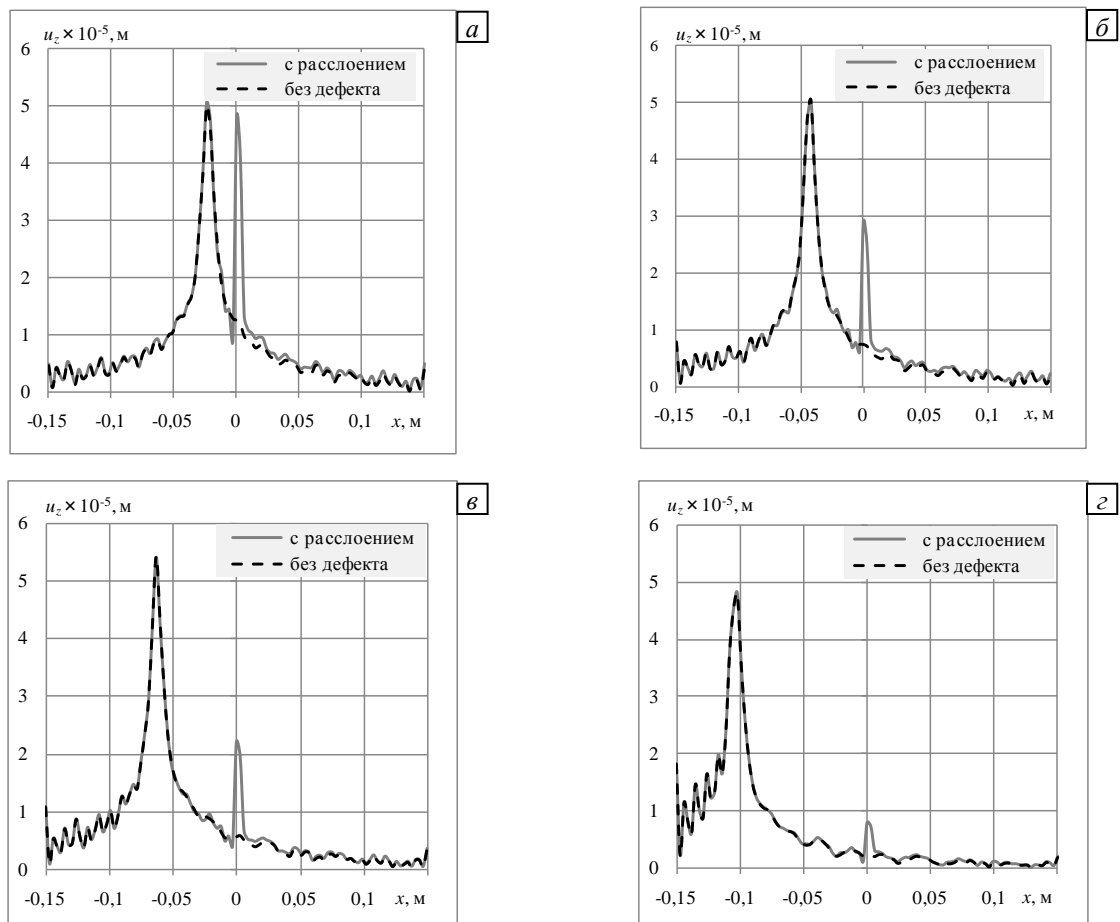 u_z × 10^-5, м
а
с расслоением
без дефекта
6
5
4
3
2
1
0
-0,15 -0,1 -0,05 0 0,05 0,1 x, м
u_z × 10^-5, м
б
с расслоением
без дефекта
6
5
4
3
2
1
0
-0,15 -0,1 -0,05 0 0,05 0,1 x, м
u_z × 10^-5, м
в
с расслоением
без дефекта
6
5
4
3
2
1
0
-0,15 -0,1 -0,05 0 0,05 0,1 x, м
u_z × 10^-5, м
г
с расслоением
без дефекта
6
5
4
3
2
1
0
-0,15 -0,1 -0,05 0 0,05 0,1 x, м